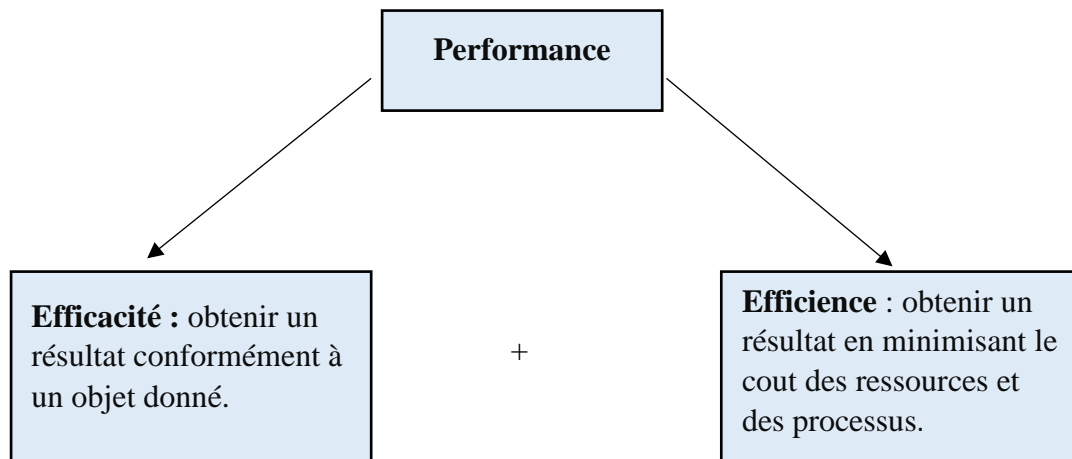 Performance
Efficacité : obtenir un
résultat conformément à
un objet donné.
+
Efficience : obtenir un
résultat en minimisant le
cout des ressources et
des processus.